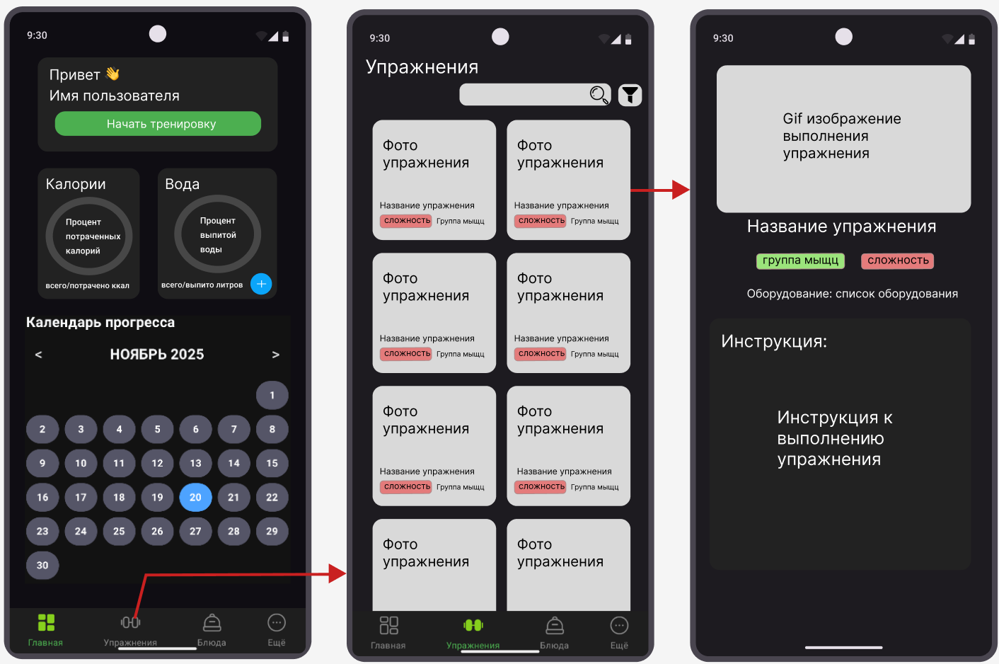 9:30
Привет 👋
Имя пользователя
Начать тренировку
Калории
Процент
потраченных
калорий
всего/потрачено ккал
Вода
Процент
выпитой
воды
всего/выпито литров
+
Календарь прогресса
< НОЯБРЬ 2025 >
1
2 3 4 5 6 7 8
9 10 11 12 13 14 15
16 17 18 19 20 21 22
23 24 25 26 27 28 29
30
Главная Упражнения Блюда Ещё
9:30
Упражнения
Фото
упражнения
Название упражнения
сложность Группа мыщц
Фото
упражнения
Название упражнения
сложность Группа мыщц
Фото
упражнения
Название упражнения
сложность Группа мыщц
Фото
упражнения
Название упражнения
сложность Группа мыщц
Фото
упражнения
Название упражнения
сложность Группа мыщц
Фото
упражнения
Название упражнения
сложность Группа мыщц
Фото
упражнения
Фото
упражнения
Главная Упражнения Блюда Ещё
9:30
Gif изображение
выполнения
упражнения
Название упражнения
группа мыщц сложность
Оборудование: список оборудования
Инструкция:
Инструкция к
выполнению
упражнения